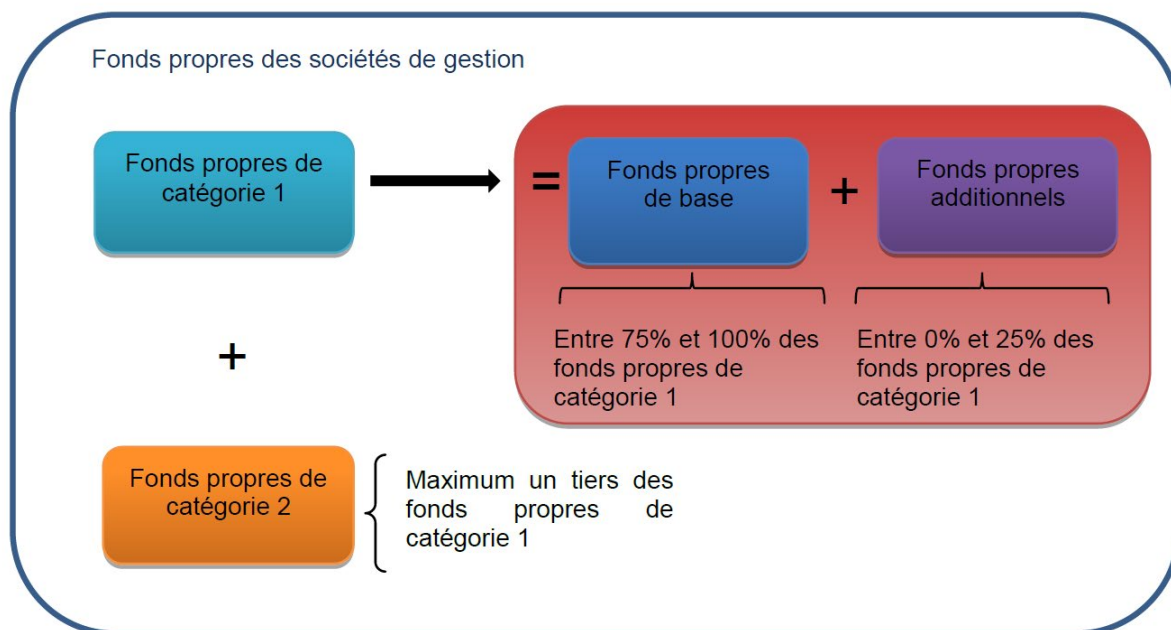 Fonds propres des sociétés de gestion
Fonds propres de
catégorie 1
=
Fonds propres
de base
+
Fonds propres
additionnels
Entre 75% et 100% des
fonds propres de
catégorie 1
Entre 0% et 25% des
fonds propres de
catégorie 1
+
Fonds propres de
catégorie 2
Maximum un tiers des
fonds propres de
catégorie 1